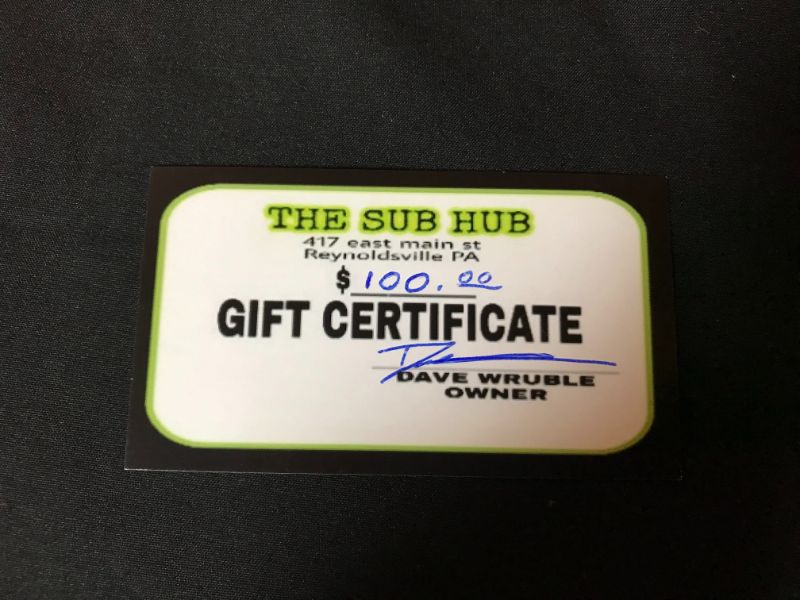 THE SUB HUB
417 east main st
Reynoldsville PA
$ 100.00
GIFT CERTIFICATE
DAVE WRUBLE
OWNER